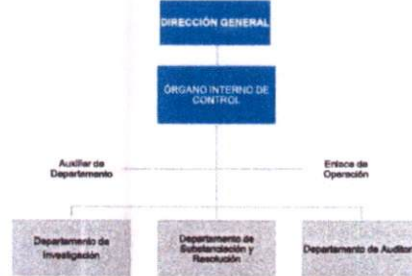 DIRECCIÓN GENERAL
ÓRGANO INTERNO DE
CONTROL
Auxiliar de
Departamento
Enlace de
Operación
Departamento de
Investigación
Departamento de
Substanciación y
Resolución
Departamento de Auditor